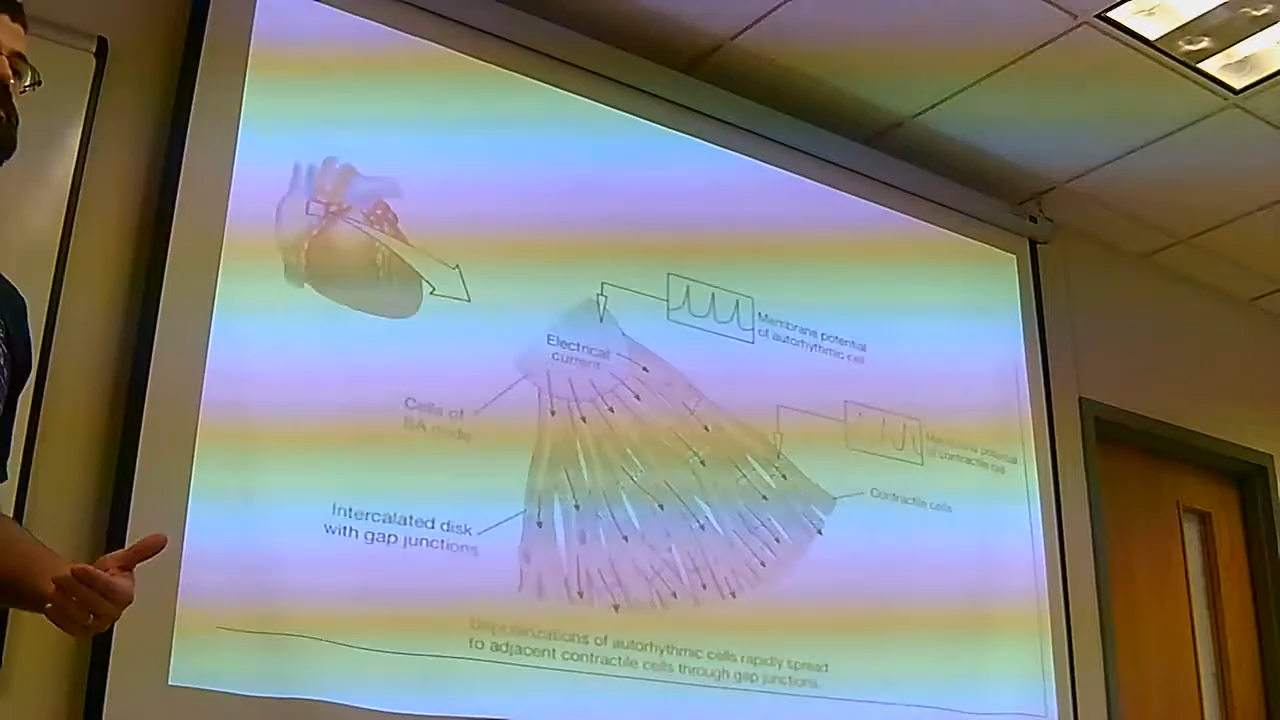 Membrane potential
of autorhythmic cell
Electrical
current
Cells of
SA node
Membrane potential
of contractile cell
Contractile cells
Intercalated disk
with gap junctions
Depolarizations of autorhythmic cells rapidly spread
to adjacent contractile cells through gap junctions.